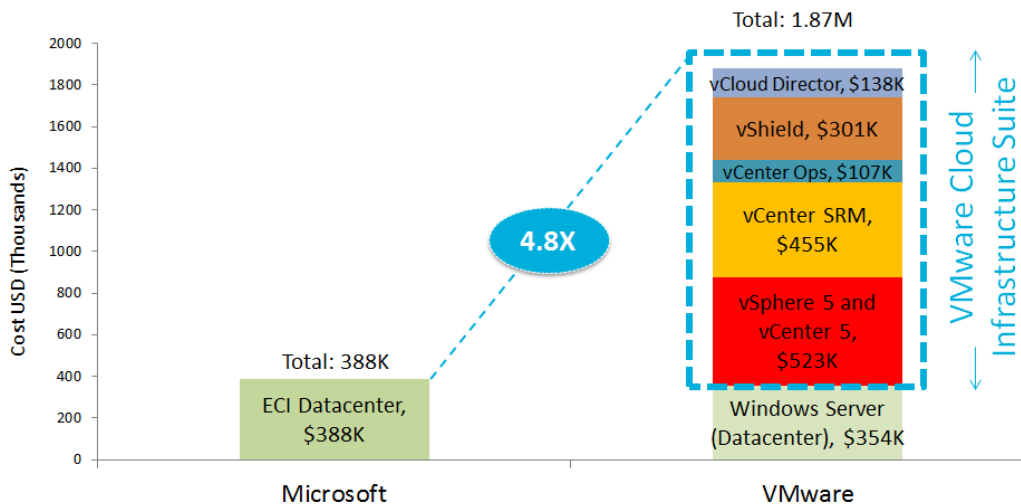 Total: 1.87M
Cost USD (Thousands)
2000
1800
1600
1400
1200
1000
800
600
400
200
0
Total: 388K
ECI Datacenter,
$388K
4.8X
vCloud Director, $138K
vShield, $301K
vCenter Ops, $107K
vCenter SRM,
$455K
vSphere 5 and
vCenter 5,
$523K
Windows Server
(Datacenter), $354K
VMware Cloud
Infrastructure Suite
Microsoft
VMware